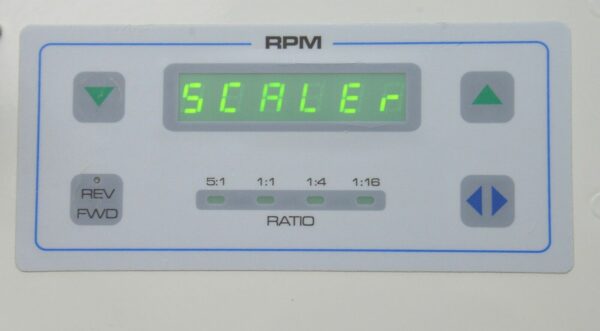 RPM
SCALEr
5:1 1:1 1:4 1:16
REV
FWD
RATIO